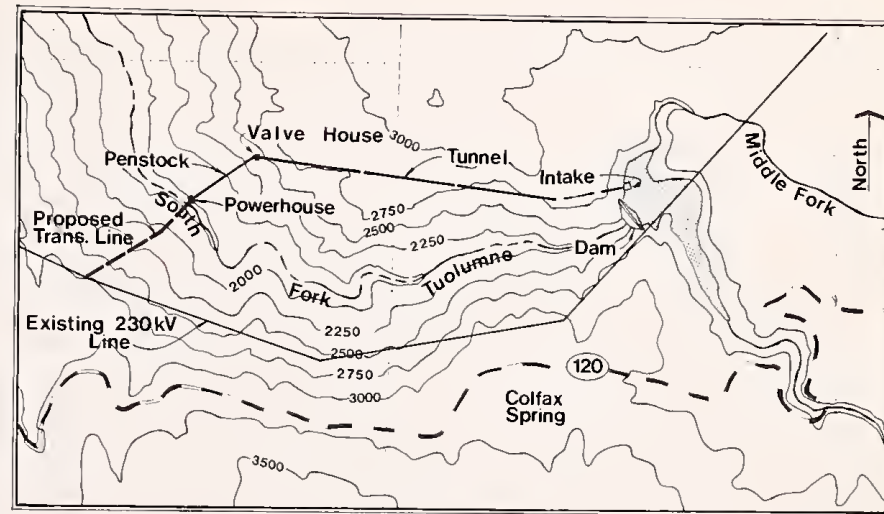 3000
Valve House
Tunnel
Penstock
Intake
Middle Fork
North
South
Powerhouse
2750
2500
Proposed
Trans. Line
2250
Dam
Tuolumne
2000
Fork
Existing 230kV
Line
2250
2500
2750
3000
120
Colfax
Spring
3500